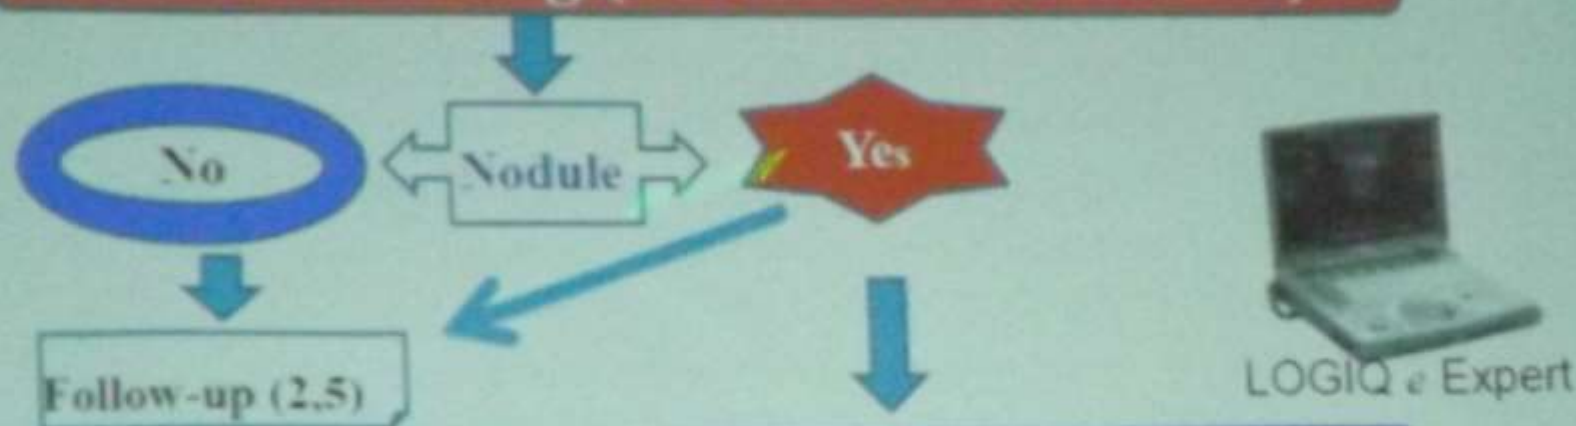 No
Nodule
Yes
Follow-up (2,5)
LOGIQ e Expert